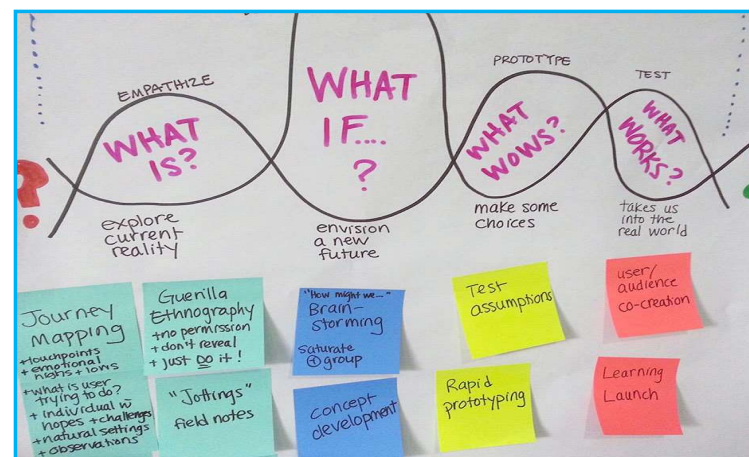 EMPATHIZE
WHAT
IS?
explore
current
reality
WHAT
IF....
?
envision
a new
future
PROTOTYPE
WHAT
WOWS?
make some
choices
TEST
WHAT
WORKS?
takes us
into the
real world
?
Journey
Mapping
+touchpoints
+ emotional
highs + lows
+what is user
trying to do?
+ individual w
hopes + challenges
+natural settings
+ observations
Guerilla
Ethnography
+no permission
+ don't reveal
+ just DO it!
"Jottings"
field notes
"How might we..."
Brain-
storming
saturate
+ group
Concept
development
Test
assumptions
Rapid
prototyping
user/
audience
co-creation
Learning
Launch